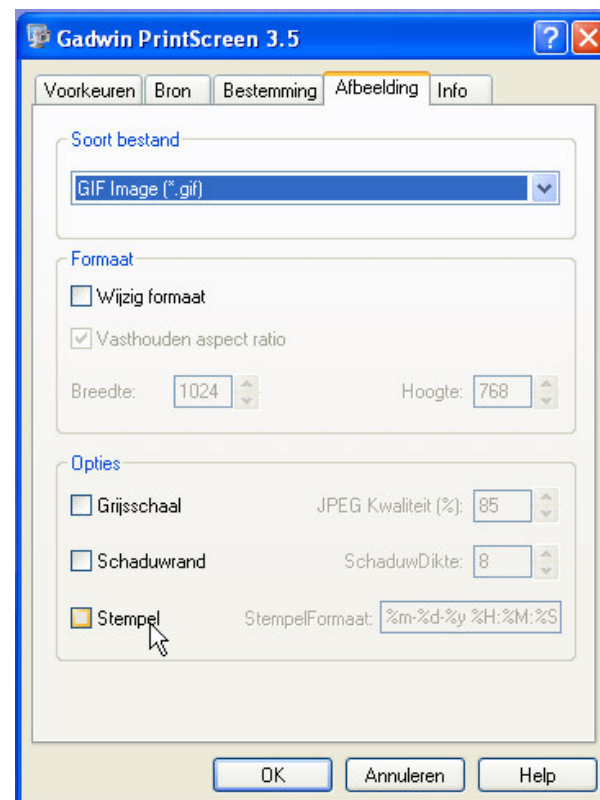 Gadwin PrintScreen 3.5
Voorkeuren Bron Bestemming Afbeelding Info
Soort bestand
GIF Image (*.gif)
Formaat
Wijzig formaat
Vasthouden aspect ratio
Breedte: 1024 Hoogte: 768
Opties
Grijsschaal JPEG Kwaliteit (%): 85
Schaduwrand SchaduwDikte: 8
Stempel StempelFormaat: %m-%d-%y %H:%M:%S
OK Annuleren Help